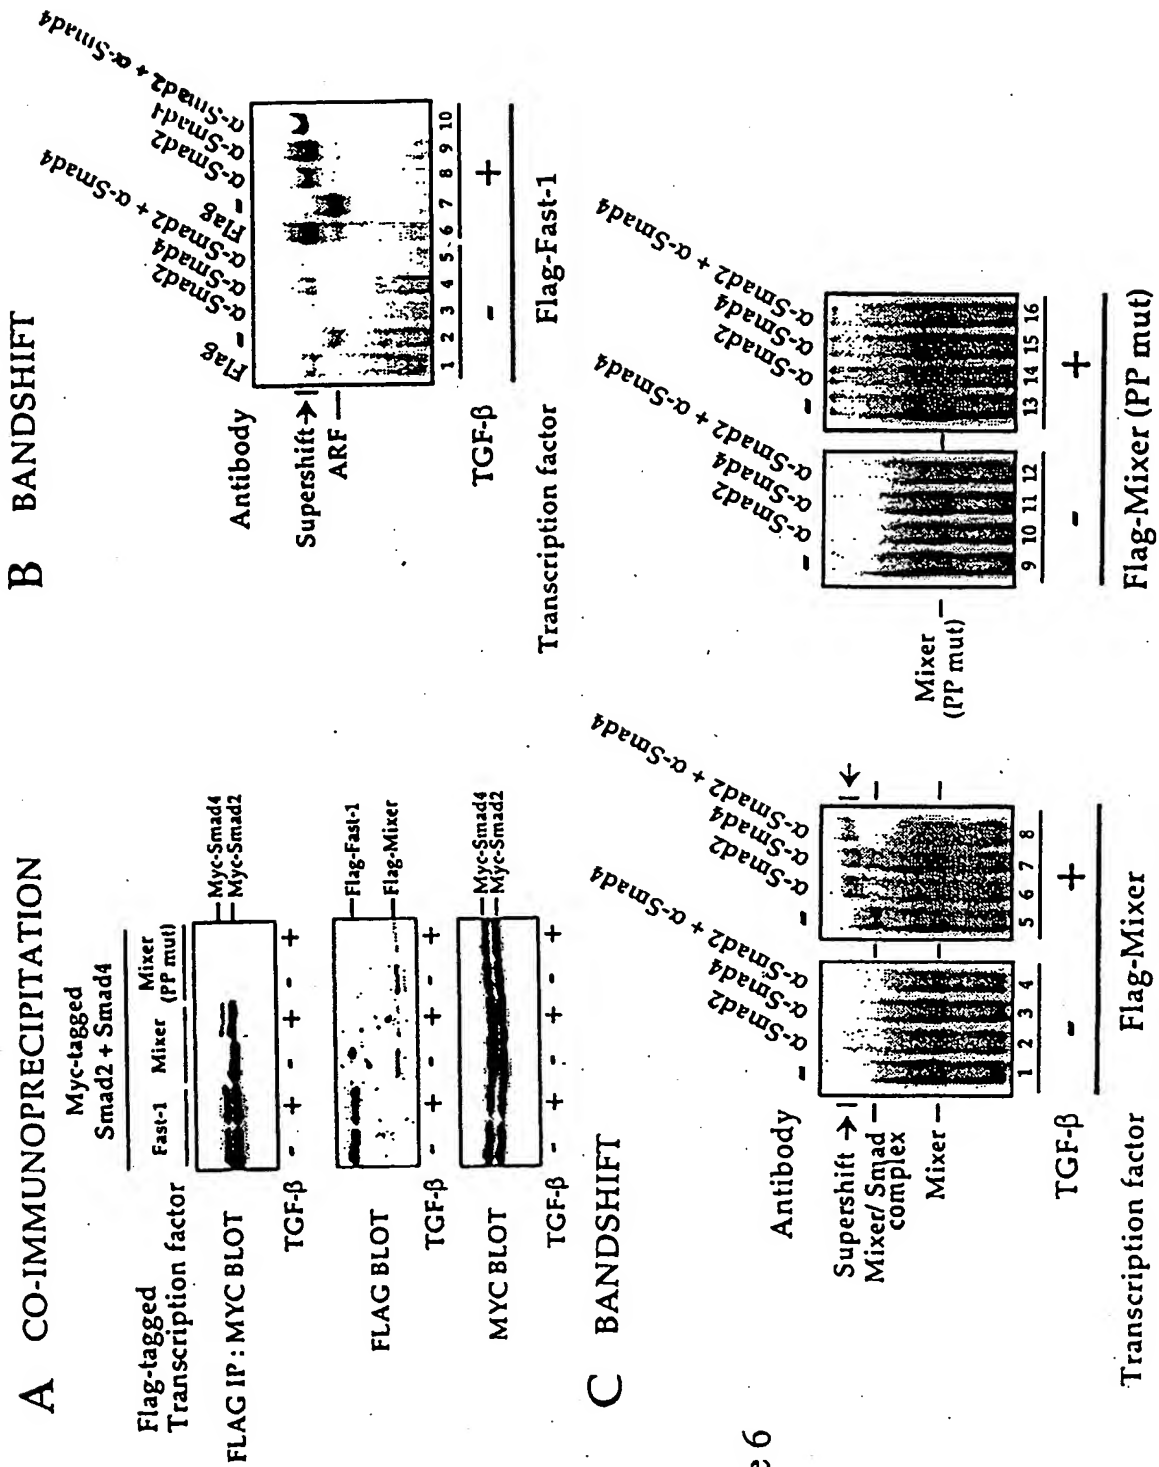 A CO-IMMUNOPRECIPITATION
Myc-tagged
Smad2 + Smad4
Flag-tagged
Transcription factor
Fast-1 Mixer Mixer
(PP mut)
FLAG IP : MYC BLOT
Myc-Smad4
Myc-Smad2
TGF-β - + - + - +
FLAG BLOT
Flag-Fast-1
Flag-Mixer
TGF-β - + - + - +
MYC BLOT
Myc-Smad4
Myc-Smad2
TGF-β - + - + - +
B BANDSHIFT
Antibody
Flag - α-Smad2 α-Smad4 α-Smad2 + α-Smad4 Flag - α-Smad2 α-Smad4 α-Smad2 + α-Smad4
Supershift →
ARF
1 2 3 4 5 6 7 8 9 10
TGF-β - +
Transcription factor Flag-Fast-1
C BANDSHIFT
Antibody
- α-Smad2 α-Smad4 α-Smad2 + α-Smad4 - α-Smad2 α-Smad4 α-Smad2 + α-Smad4
Supershift →
Mixer/Smad
complex
Mixer
←
1 2 3 4 5 6 7 8
TGF-β - +
Transcription factor Flag-Mixer
- α-Smad2 α-Smad4 α-Smad2 + α-Smad4 - α-Smad2 α-Smad4 α-Smad2 + α-Smad4
Mixer
(PP mut)
9 10 11 12 13 14 15 16
- +
Flag-Mixer (PP mut)
e 6